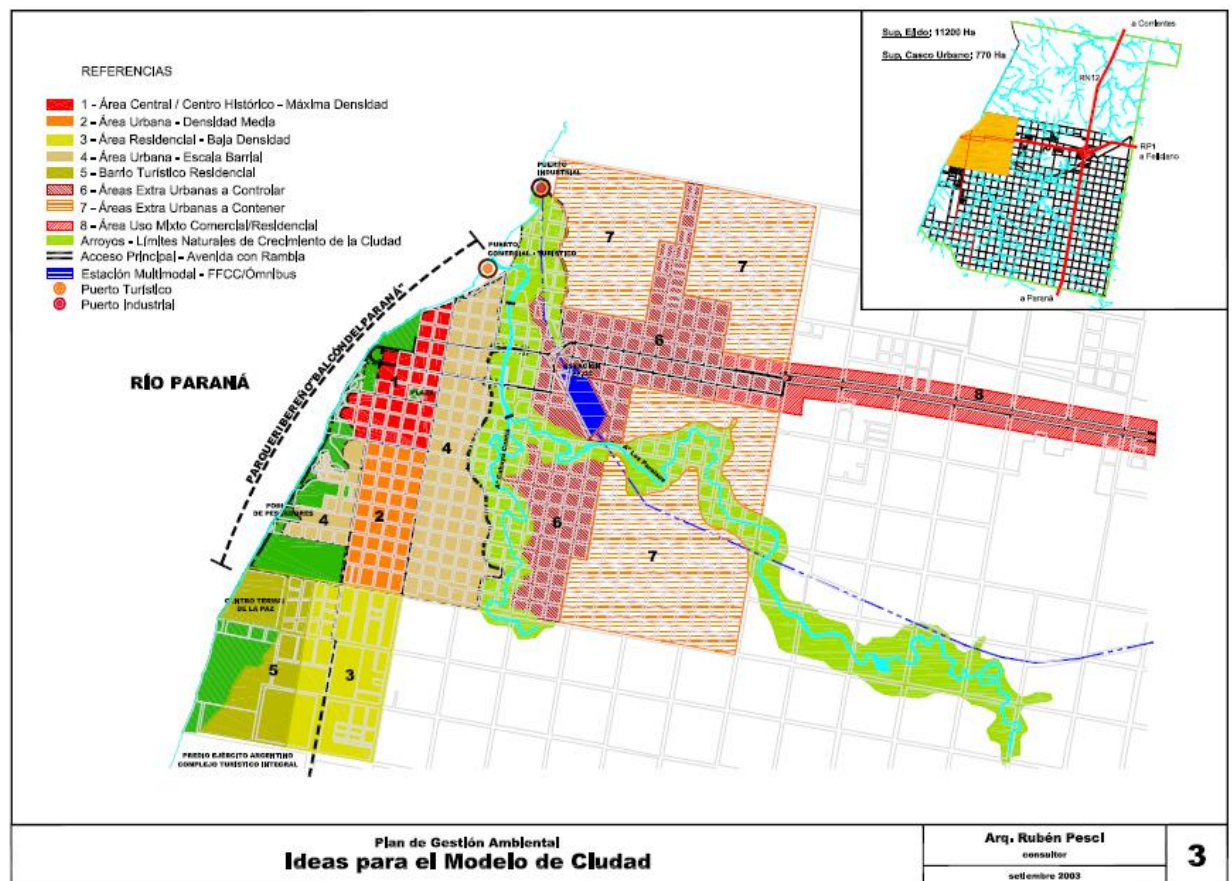 REFERENCIAS
1 - Área Central / Centro Histórico - Máxima Densidad
2 - Área Urbana - Densidad Media
3 - Área Residencial - Baja Densidad
4 - Área Urbana - Escala Barrial
5 - Barrio Turístico Residencial
6 - Áreas Extra Urbanas a Controlar
7 - Áreas Extra Urbanas a Contener
8 - Área Uso Mixto Comercial/Residencial
Arroyos - Límites Naturales de Crecimiento de la Ciudad
Acceso Principal - Avenida con Rambla
Estación Multimodal - FFCC/Ómnibus
Puerto Turístico
Puerto Industrial
Sup. Ejido: 11200 Ha
Sup. Casco Urbano: 770 Ha
a Corrientes
RN12
RP1
a Feliciano
a Paraná
PUERTO
INDUSTRIAL
PUERTO
COMERCIAL - TURÍSTICO
PARQUE RIBEREÑO "BALCÓN DEL PARANÁ"
RÍO PARANÁ
7
7
6
1
PLAZA
ESTACIÓN
8
4
2
4
6
7
DE PESCADORES
CENTRO TERMAL
DE LA PAZ
5
3
PREDIO EJÉRCITO ARGENTINO
COMPLEJO TURÍSTICO INTEGRAL
Plan de Gestión Ambiental
Ideas para el Modelo de Ciudad
Arq. Rubén Pesci
consultor
setiembre 2003
3